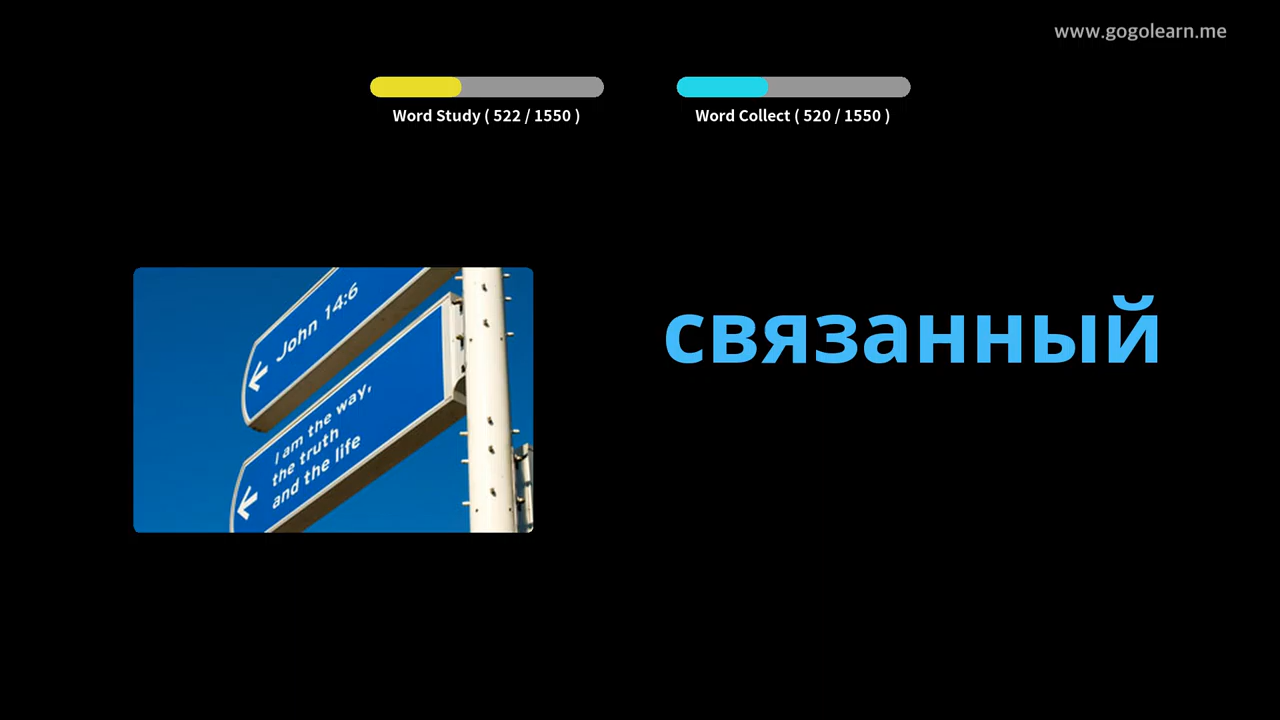 www.gogolearn.me
Word Study ( 522 / 1550 )
Word Collect ( 520 / 1550 )
John 14:6
I am the way,
the truth
and the life
связанный